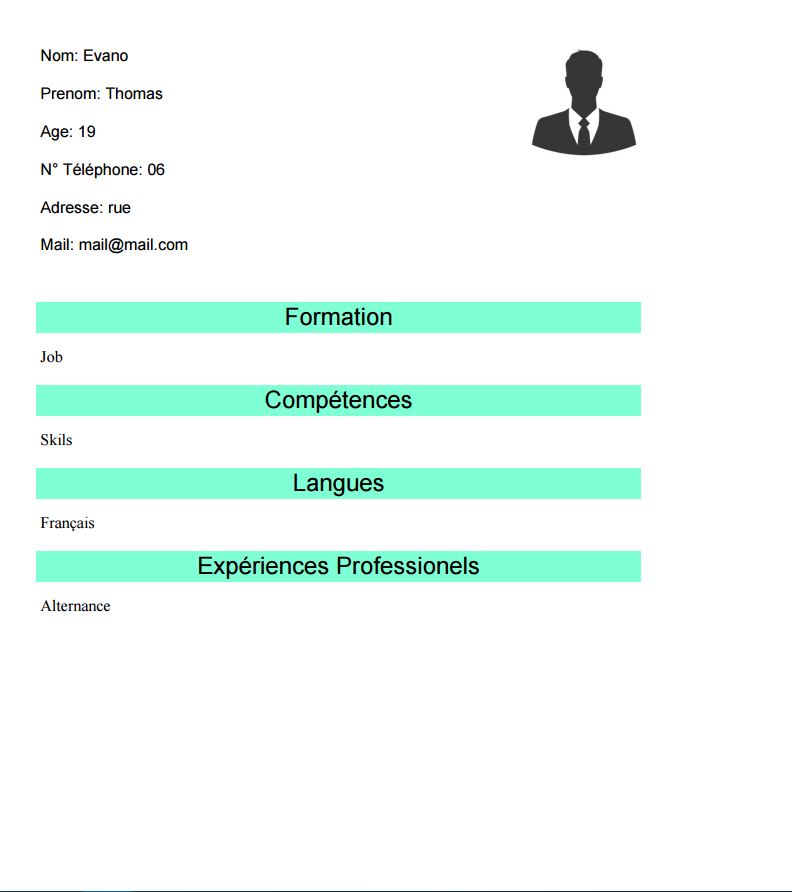 Nom: Evano
Prenom: Thomas
Age: 19
N° Téléphone: 06
Adresse: rue
Mail: mail@mail.com
Formation
Job
Compétences
Skils
Langues
Français
Expériences Professionels
Alternance